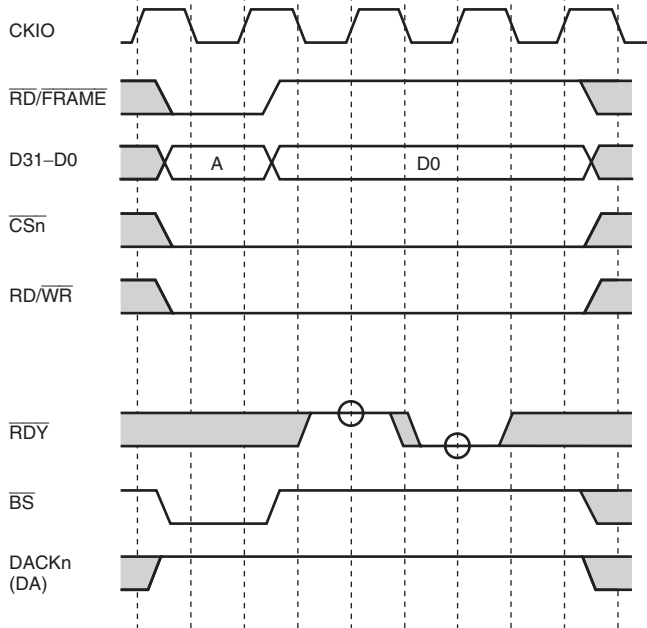 CKIO
RD/FRAME
D31–D0
A
D0
CSn
RD/WR
RDY
BS
DACKn
(DA)